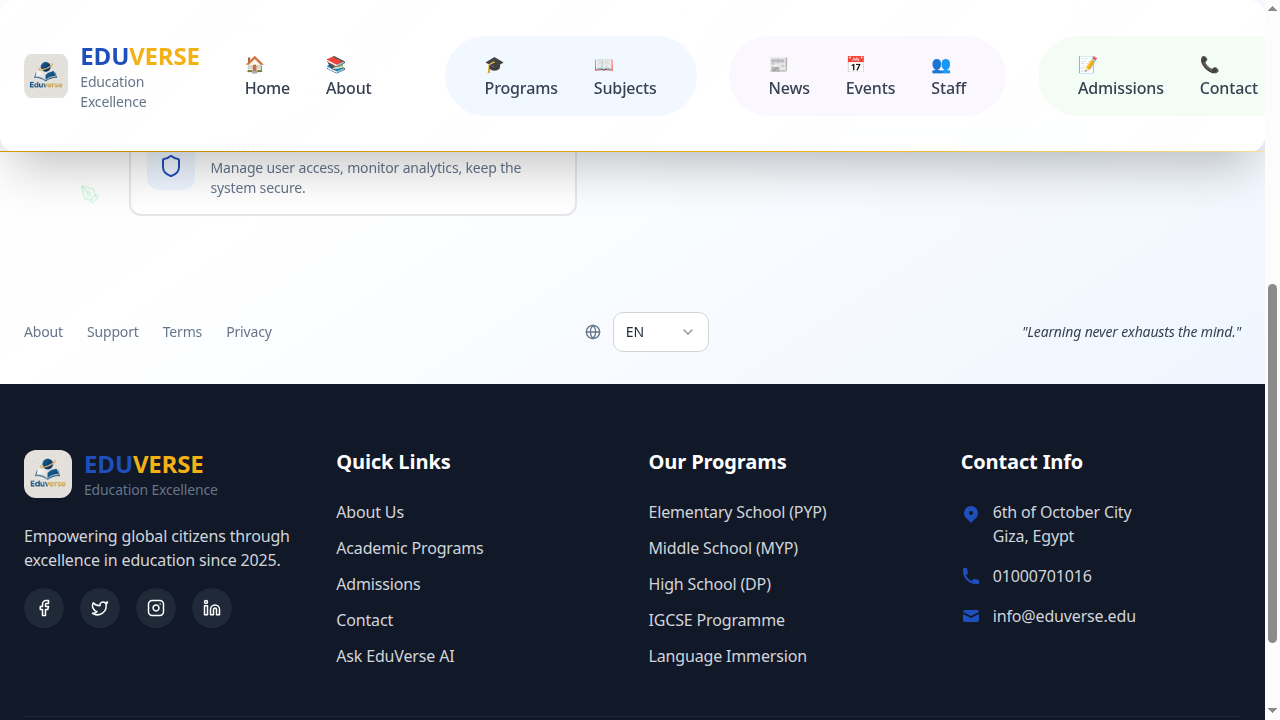 EDUVERSE
Education
Excellence
🏠
Home
📚
About
🎓
Programs
📖
Subjects
📰
News
📅
Events
👥
Staff
📝
Admissions
📞
Contact
Manage user access, monitor analytics, keep the
system secure.
About
Support
Terms
Privacy
EN
"Learning never exhausts the mind."
Eduverse
EDUVERSE
Education Excellence
Empowering global citizens through
excellence in education since 2025.
Quick Links
About Us
Academic Programs
Admissions
Contact
Ask EduVerse AI
Our Programs
Elementary School (PYP)
Middle School (MYP)
High School (DP)
IGCSE Programme
Language Immersion
Contact Info
6th of October City
Giza, Egypt
01000701016
info@eduverse.edu